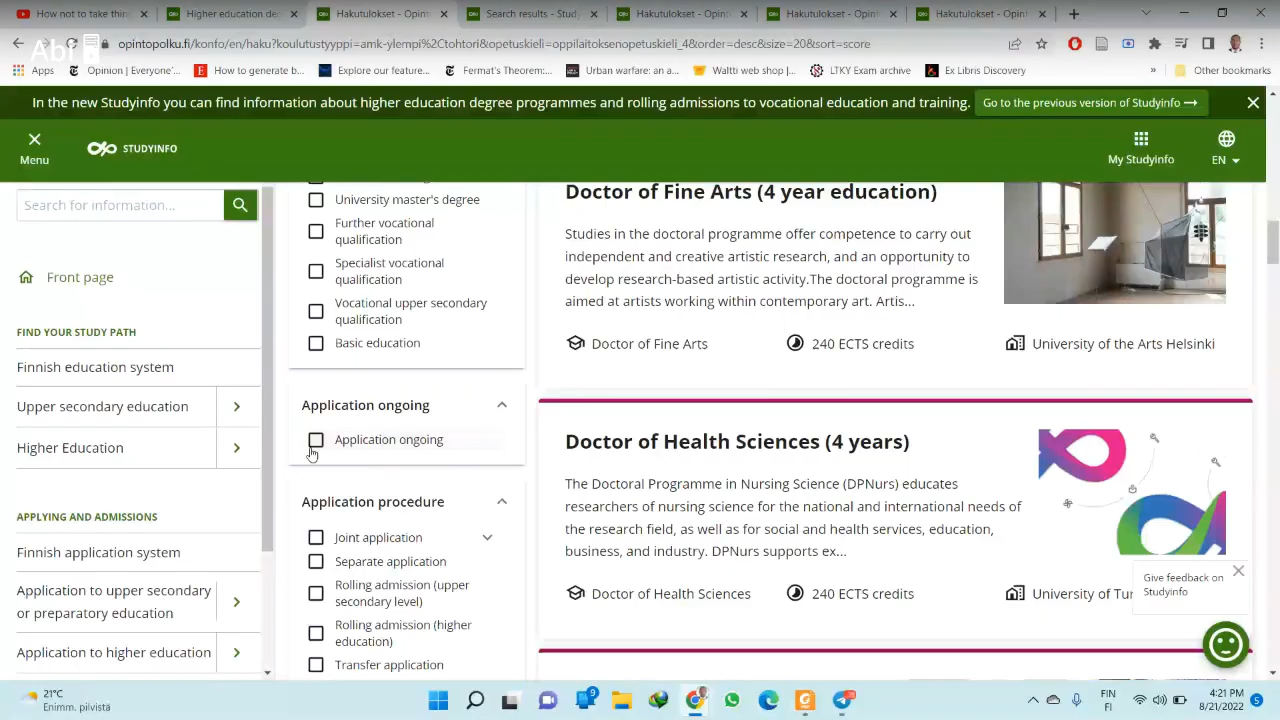 How to take thin
Higher education de
Hakutulokset - Opin
Search results - Study
Hakutulokset - Opint
Hakutulokset - Opint
Hakutulokset - Opint
Abi
opintopolku.fi/konfo/en/haku?koulutustyyppi=amk-ylempi%2Ctohtori&opetuskieli=oppilaitoksenopetuskieli_4&order=desc&size=20&sort=score
Apps
Opinion | Everyone'...
How to generate b...
Explore our feature...
Fermat's Theorem:...
Urban warfare: an a...
Waltti web shop |...
LTKY Exam archive
Ex Libris Discovery
»
Other bookmarks
In the new Studyinfo you can find information about higher education degree programmes and rolling admissions to vocational education and training.
Go to the previous version of Studyinfo
Menu
STUDYINFO
My Studyinfo
EN
Search for information...
Front page
FIND YOUR STUDY PATH
Finnish education system
Upper secondary education
Higher Education
APPLYING AND ADMISSIONS
Finnish application system
Application to upper secondary
or preparatory education
Application to higher education
University master's degree
Further vocational
qualification
Specialist vocational
qualification
Vocational upper secondary
qualification
Basic education
Application ongoing
Application ongoing
Application procedure
Joint application
Separate application
Rolling admission (upper
secondary level)
Rolling admission (higher
education)
Transfer application
Doctor of Fine Arts (4 year education)
Studies in the doctoral programme offer competence to carry out
independent and creative artistic research, and an opportunity to
develop research-based artistic activity.The doctoral programme is
aimed at artists working within contemporary art. Artis...
Doctor of Fine Arts
240 ECTS credits
University of the Arts Helsinki
Doctor of Health Sciences (4 years)
The Doctoral Programme in Nursing Science (DPNurs) educates
researchers of nursing science for the national and international needs of
the research field, as well as for social and health services, education,
business, and industry. DPNurs supports ex...
Doctor of Health Sciences
240 ECTS credits
University of Tur
Give feedback on
Studyinfo
21°C
Enimm. pilvistä
9
FIN
FI
4:21 PM
8/21/2022
5